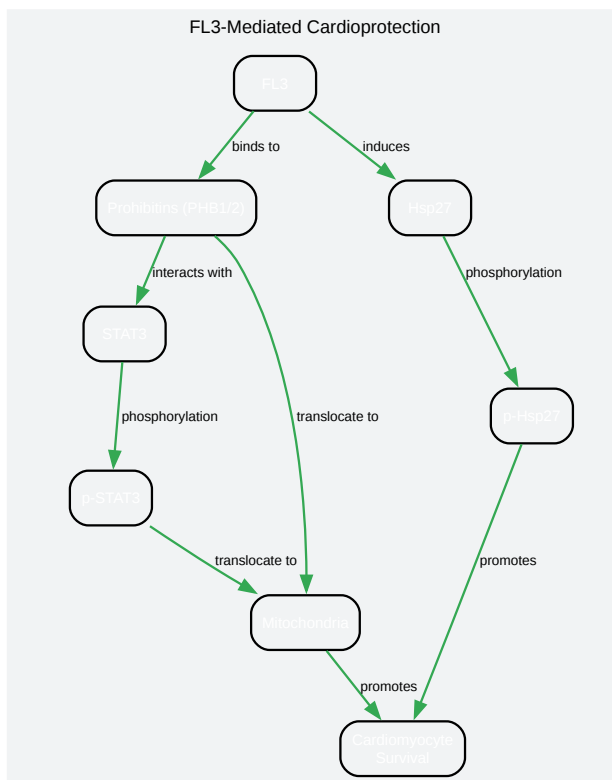 FL3-Mediated Cardioprotection
FL3
binds to
induces
Prohibitins (PHB1/2)
Hsp27
interacts with
phosphorylation
STAT3
phosphorylation
translocate to
p-Hsp27
p-STAT3
translocate to
promotes
Mitochondria
promotes
Cardiomyocyte
Survival